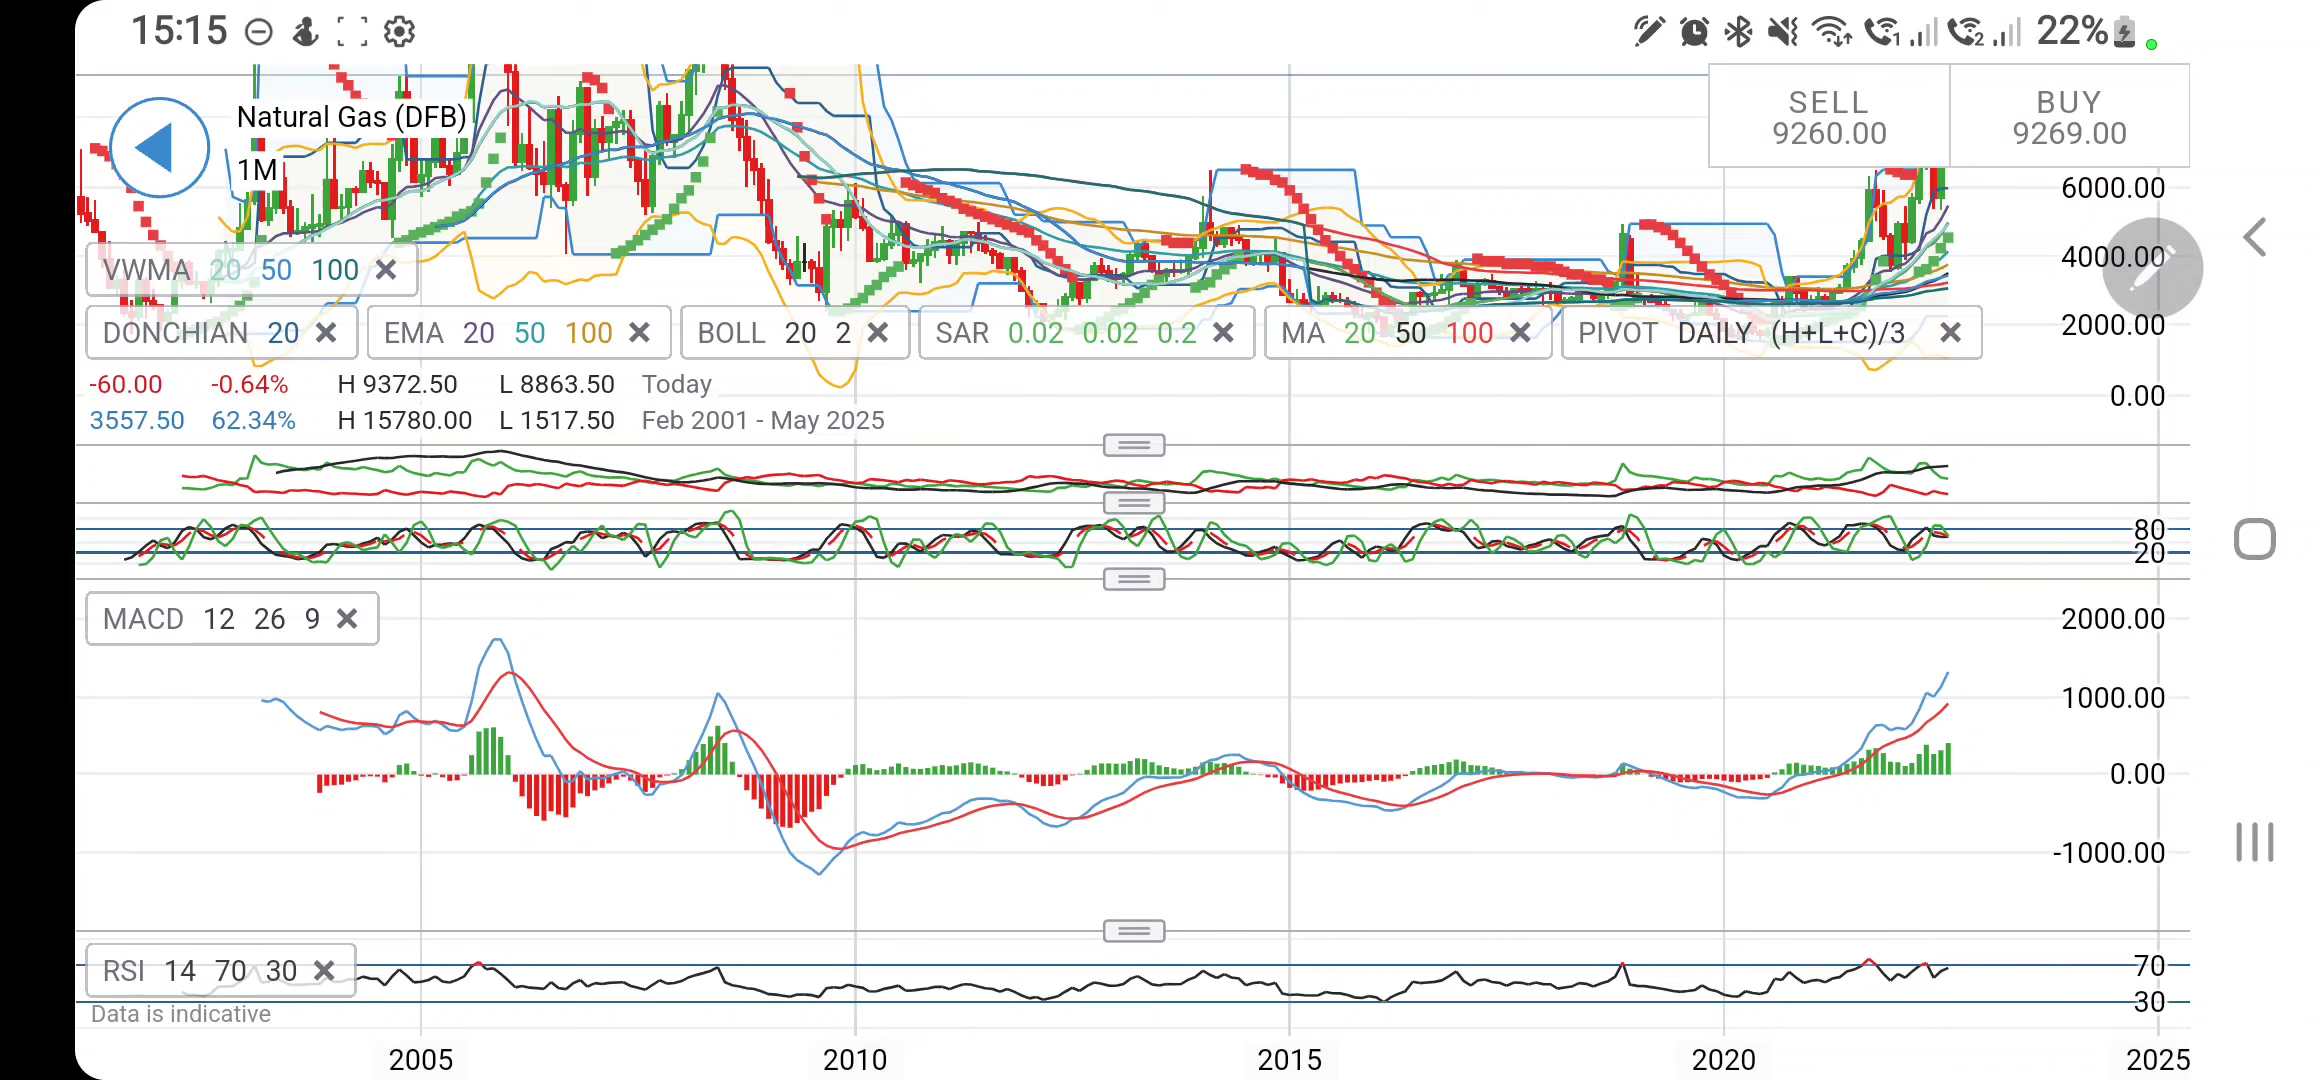 15:15
1 2 22%
Natural Gas (DFB)
1M
SELL BUY
9260.00 9269.00
6000.00
VWMA 20 50 100
4000.00
DONCHIAN 20 EMA 20 50 100 BOLL 20 2 SAR 0.02 0.02 0.2 MA 20 50 100 PIVOT DAILY (H+L+C)/3
2000.00
-60.00 -0.64% H 9372.50 L 8863.50 Today
0.00
3557.50 62.34% H 15780.00 L 1517.50 Feb 2001 - May 2025
80
20
MACD 12 26 9
2000.00
1000.00
0.00
-1000.00
RSI 14 70 30
70
30
Data is indicative
2005 2010 2015 2020 2025